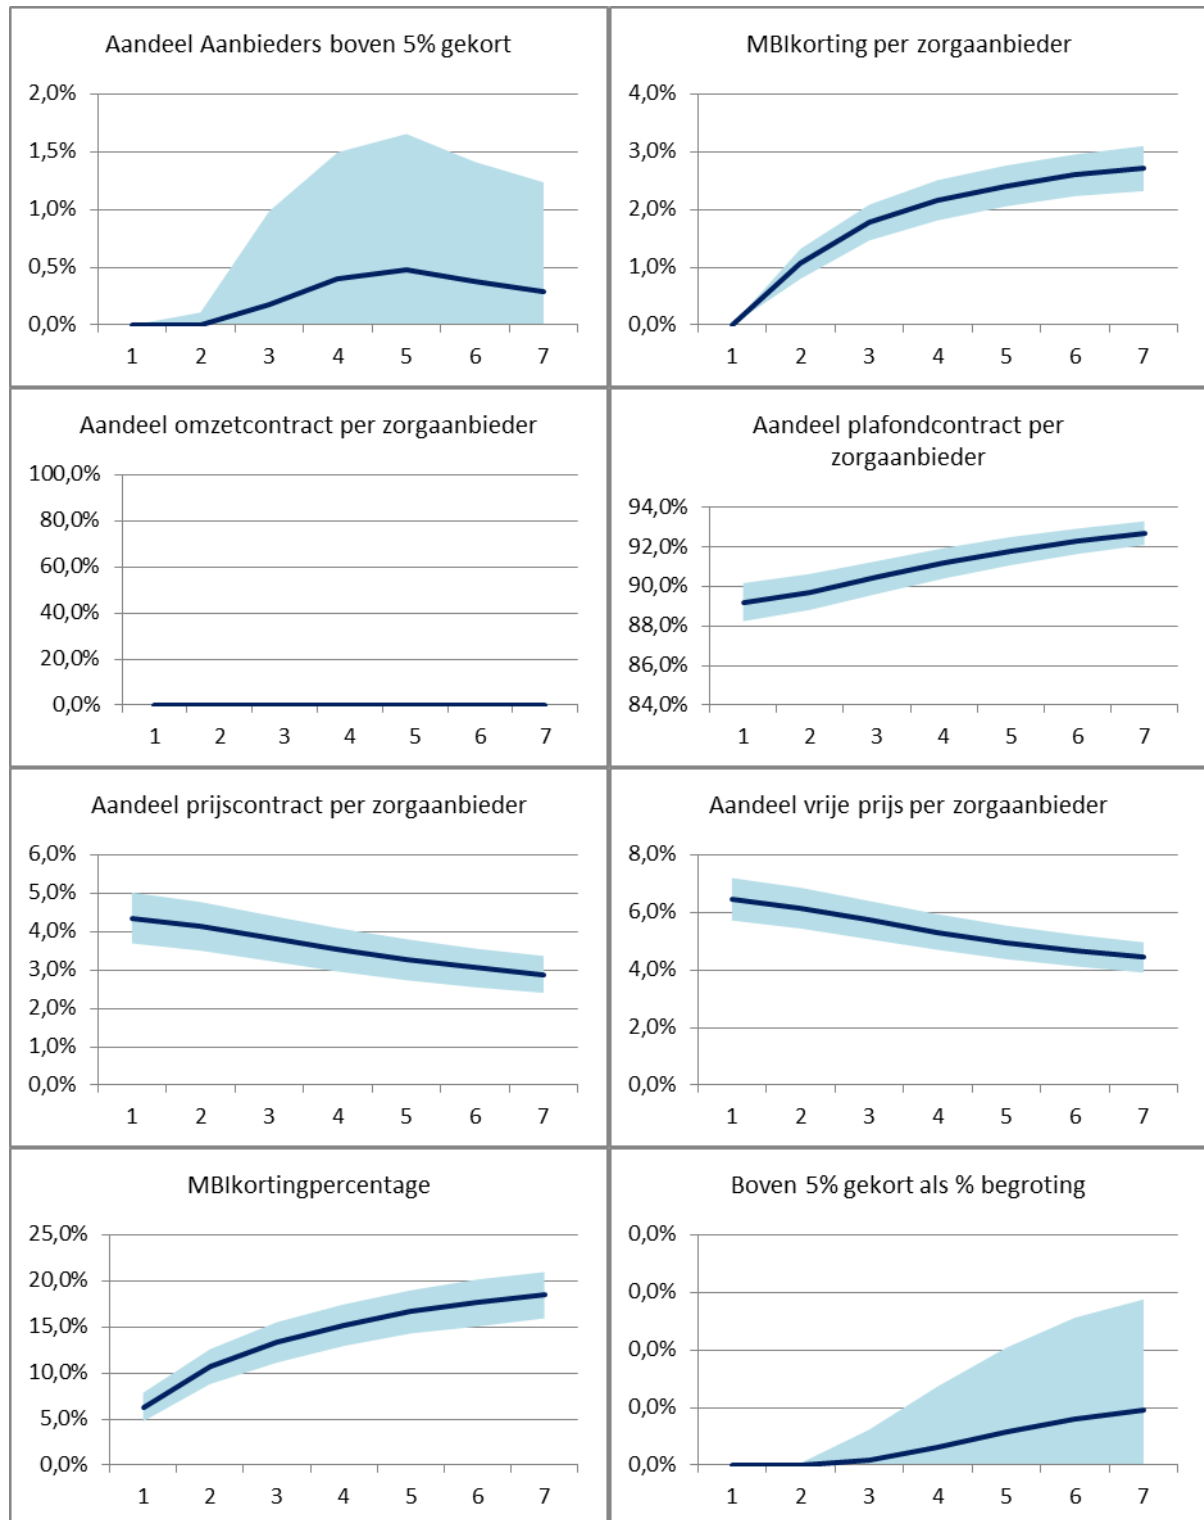 Aandeel Aanbieders boven 5% gekort
2,0%
1,5%
1,0%
0,5%
0,0%
1 2 3 4 5 6 7
MBIkorting per zorgaanbieder
4,0%
3,0%
2,0%
1,0%
0,0%
1 2 3 4 5 6 7
Aandeel omzetcontract per zorgaanbieder
100,0%
80,0%
60,0%
40,0%
20,0%
0,0%
1 2 3 4 5 6 7
Aandeel plafondcontract per
zorgaanbieder
94,0%
92,0%
90,0%
88,0%
86,0%
84,0%
1 2 3 4 5 6 7
Aandeel prijscontract per zorgaanbieder
6,0%
5,0%
4,0%
3,0%
2,0%
1,0%
0,0%
1 2 3 4 5 6 7
Aandeel vrije prijs per zorgaanbieder
8,0%
6,0%
4,0%
2,0%
0,0%
1 2 3 4 5 6 7
MBIkortingpercentage
25,0%
20,0%
15,0%
10,0%
5,0%
0,0%
1 2 3 4 5 6 7
Boven 5% gekort als % begroting
0,0%
0,0%
0,0%
0,0%
0,0%
1 2 3 4 5 6 7